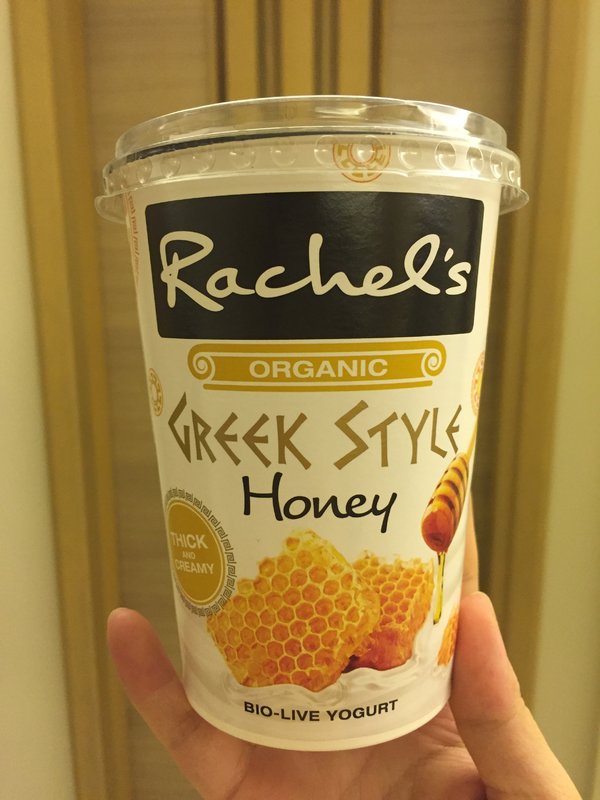 Rachel's
ORGANIC
GREEK STYLE
Honey
THICK
AND
CREAMY
BIO-LIVE YOGURT